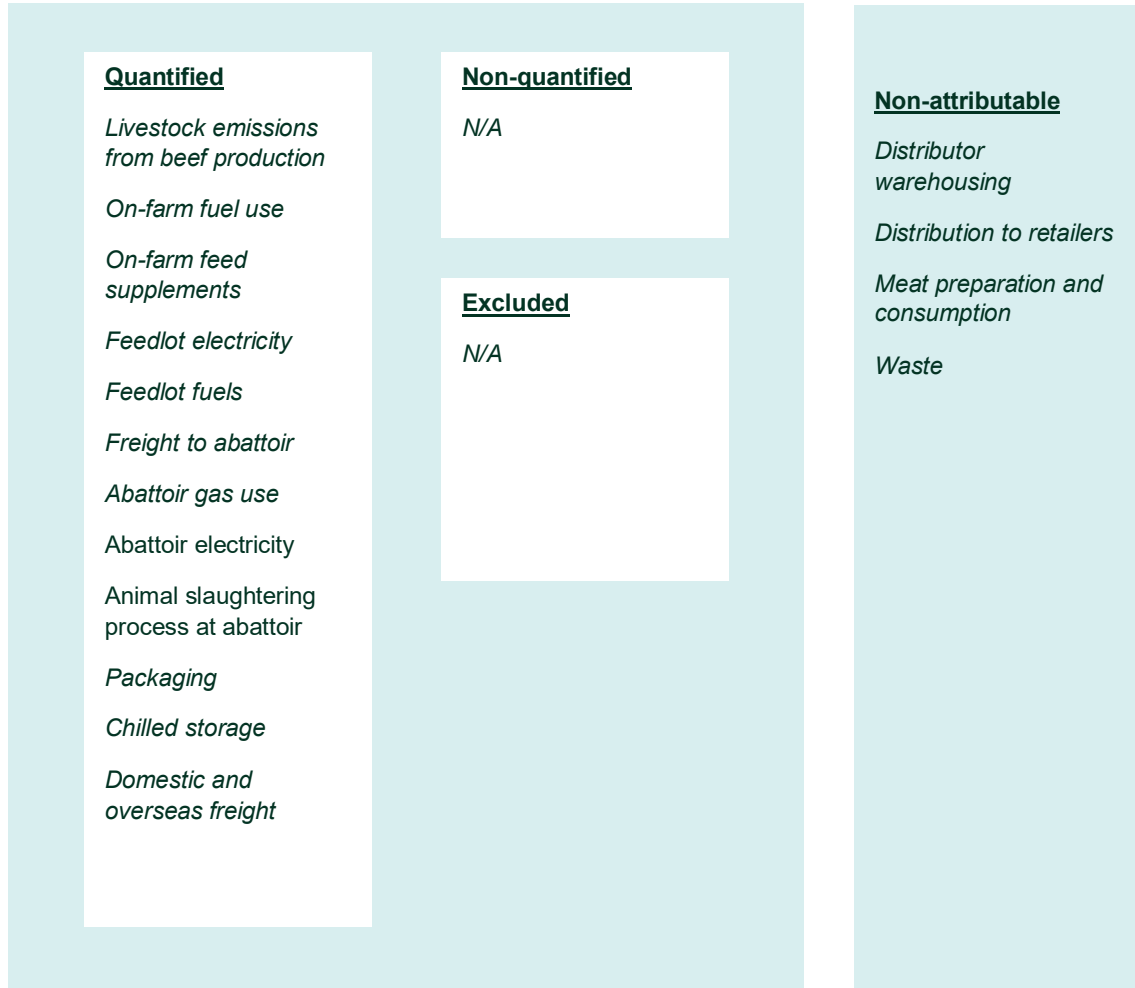 Quantified
Livestock emissions
from beef production
On-farm fuel use
On-farm feed
supplements
Feedlot electricity
Feedlot fuels
Freight to abattoir
Abattoir gas use
Abattoir electricity
Animal slaughtering
process at abattoir
Packaging
Chilled storage
Domestic and
overseas freight
Non-quantified
N/A
Excluded
N/A
Non-attributable
Distributor
warehousing
Distribution to retailers
Meat preparation and
consumption
Waste